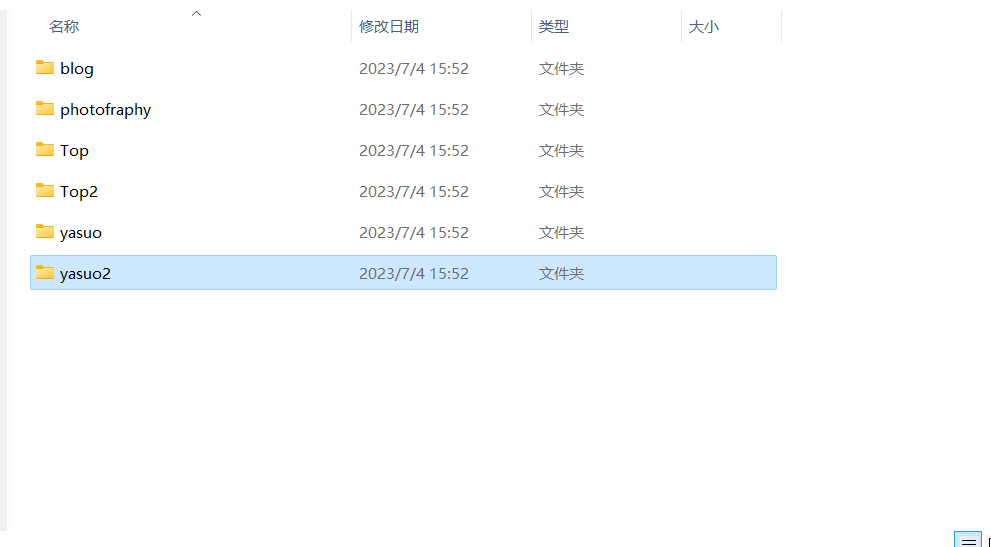 名称 修改日期 类型 大小
blog 2023/7/4 15:52 文件夹
photofraphy 2023/7/4 15:52 文件夹
Top 2023/7/4 15:52 文件夹
Top2 2023/7/4 15:52 文件夹
yasuo 2023/7/4 15:52 文件夹
yasuo2 2023/7/4 15:52 文件夹